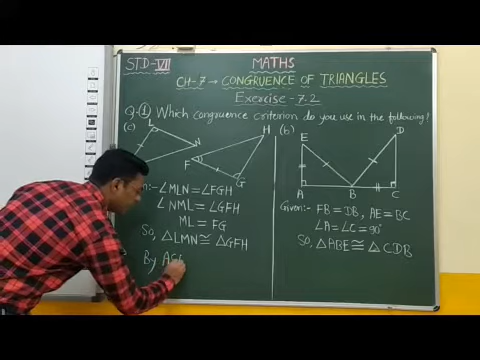 STD-VII
MATHS
CH-7→ CONGRUENCE OF TRIANGLES
Exercise-7.2
Q.① Which congruence criterion do you use in the following?
(c)
L
N
F
G
H
n:- ∠MLN = ∠FGH
∠NML = ∠GFH
ML = FG
So, △LMN ≅ △GFH
By AS
(b)
E
D
A
B
C
Given:- FB = DB, AE = BC
∠A = ∠C = 90°
So, △ABE ≅ △CDB